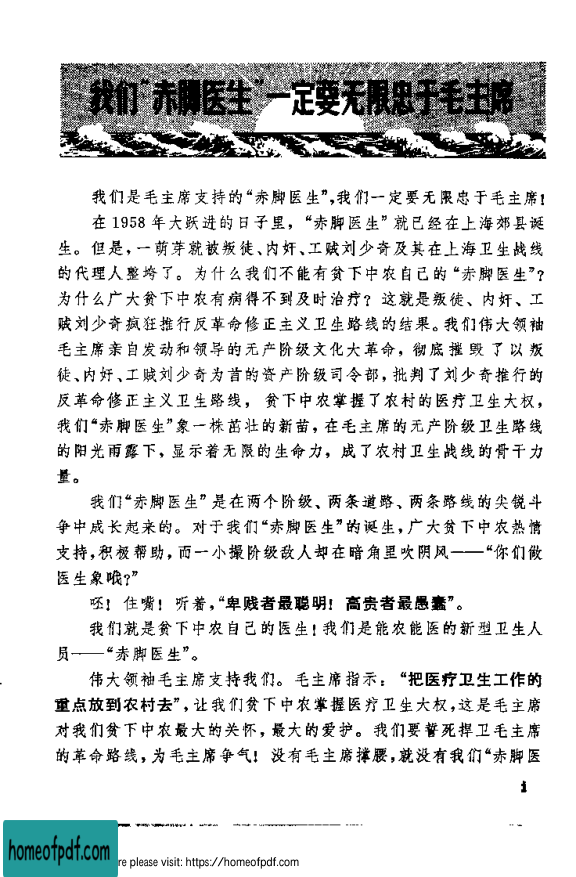 我们“赤脚医生”一定要无限忠于毛主席
我们是毛主席支持的“赤脚医生”,我们一定要无限忠于毛主席!
在1958年大跃进的日子里,“赤脚医生”就已经在上海郊县诞
生。但是,一萌芽就被叛徒、内奸、工贼刘少奇及其在上海卫生战线
的代理人整垮了。为什么我们不能有贫下中农自己的“赤脚医生”?
为什么广大贫下中农有病得不到及时治疗?这就是叛徒、内奸、工
贼刘少奇疯狂推行反革命修正主义卫生路线的结果。我们伟大领袖
毛主席亲自发动和领导的无产阶级文化大革命,彻底摧毁了以叛
徒、内奸、工贼刘少奇为首的资产阶级司令部,批判了刘少奇推行的
反革命修正主义卫生路线,贫下中农掌握了农村的医疗卫生大权,
我们“赤脚医生”象一株茁壮的新苗,在毛主席的无产阶级卫生路线
的阳光雨露下,显示着无限的生命力,成了农村卫生战线的骨干力
量。
我们“赤脚医生”是在两个阶级、两条道路、两条路线的尖锐斗
争中成长起来的。对于我们“赤脚医生”的诞生,广大贫下中农热情
支持,积极帮助,而一小撮阶级敌人却在暗角里吹阴风——“你们做
医生象哦?”
呸!住嘴!听着,“卑贱者最聪明!高贵者最愚蠢”。
我们就是贫下中农自己的医生!我们是能农能医的新型卫生人
员——“赤脚医生”。
伟大领袖毛主席支持我们。毛主席指示:“把医疗卫生工作的
重点放到农村去”,让我们贫下中农掌握医疗卫生大权,这是毛主席
对我们贫下中农最大的关怀,最大的爱护。我们要誓死捍卫毛主席
的革命路线,为毛主席争气!没有毛主席撑腰,就没有我们“赤脚医
1
homeofpdf.com
re please visit: https://homeofpdf.com